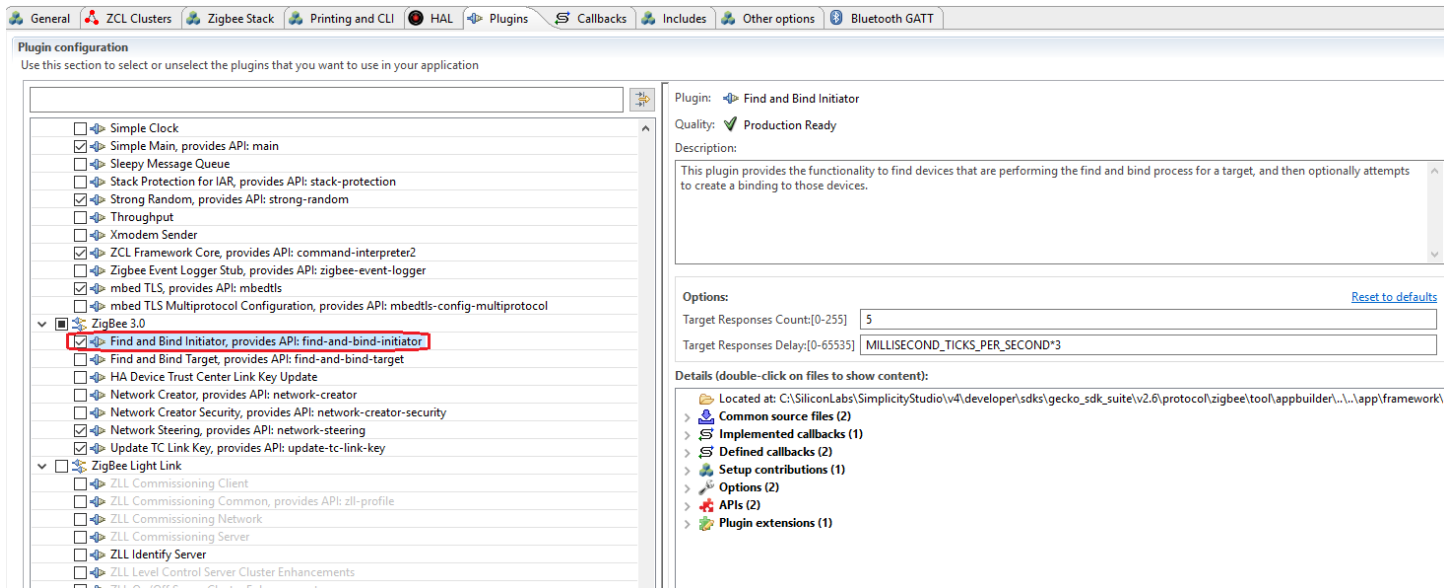 General ZCL Clusters Zigbee Stack Printing and CLI HAL Plugins Callbacks Includes Other options Bluetooth GATT
Plugin configuration
Use this section to select or unselect the plugins that you want to use in your application
Simple Clock
Simple Main, provides API: main
Sleepy Message Queue
Stack Protection for IAR, provides API: stack-protection
Strong Random, provides API: strong-random
Throughput
Xmodem Sender
ZCL Framework Core, provides API: command-interpreter2
Zigbee Event Logger Stub, provides API: zigbee-event-logger
mbed TLS, provides API: mbedtls
mbed TLS Multiprotocol Configuration, provides API: mbedtls-config-multiprotocol
ZigBee 3.0
Find and Bind Initiator, provides API: find-and-bind-initiator
Find and Bind Target, provides API: find-and-bind-target
HA Device Trust Center Link Key Update
Network Creator, provides API: network-creator
Network Creator Security, provides API: network-creator-security
Network Steering, provides API: network-steering
Update TC Link Key, provides API: update-tc-link-key
ZigBee Light Link
ZLL Commissioning Client
ZLL Commissioning Common, provides API: zll-profile
ZLL Commissioning Network
ZLL Commissioning Server
ZLL Identify Server
ZLL Level Control Server Cluster Enhancements
Plugin: Find and Bind Initiator
Quality: Production Ready
Description:
This plugin provides the functionality to find devices that are performing the find and bind process for a target, and then optionally attempts
to create a binding to those devices.
Options: Reset to defaults
Target Responses Count:[0-255] 5
Target Responses Delay:[0-65535] MILLISECOND_TICKS_PER_SECOND*3
Details (double-click on files to show content):
Located at: C:\SiliconLabs\SimplicityStudio\v4\developer\sdks\gecko_sdk_suite\v2.6\protocol\zigbee\tool\appbuilder\..\..\app\framework\
Common source files (2)
Implemented callbacks (1)
Defined callbacks (2)
Setup contributions (1)
Options (2)
APIs (2)
Plugin extensions (1)